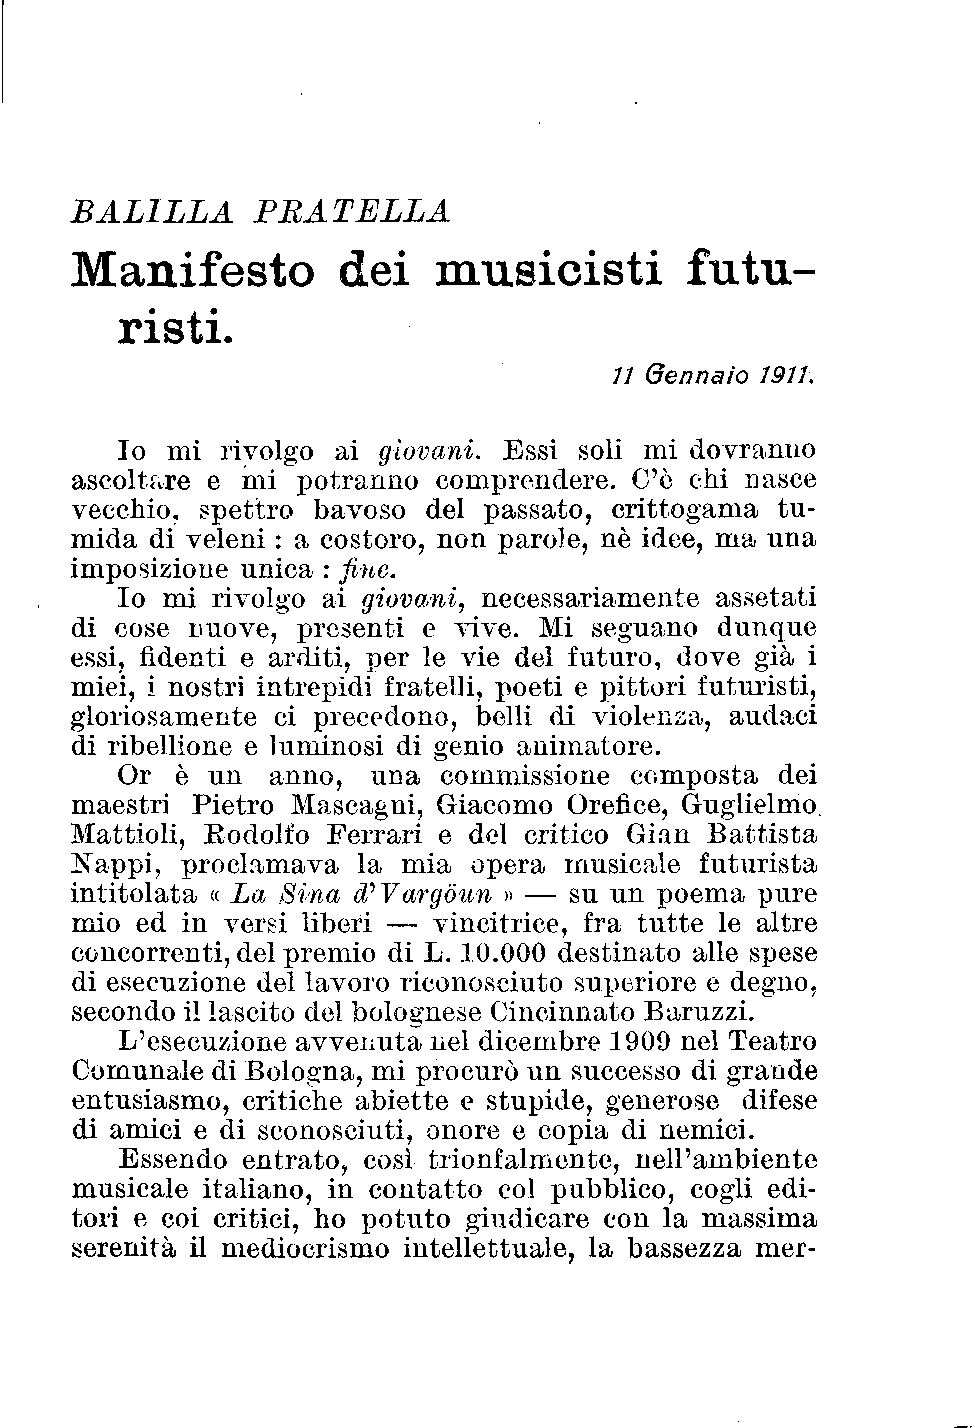 BALILLA PRATELLA
Manifesto dei musicisti futu-
risti.
11 Gennaio 1911.
Io mi rivolgo ai giovani. Essi soli mi dovranno
ascoltare e mi potranno comprendere. C'è chi nasce
vecchio, spettro bavoso del passato, crittogama tu-
mida di veleni : a costoro, non parole, nè idee, ma una
imposizione unica : fine.
Io mi rivolgo ai giovani, necessariamente assetati
di cose nuove, presenti e vive. Mi seguano dunque
essi, fidenti e arditi, per le vie del futuro, dove già i
miei, i nostri intrepidi fratelli, poeti e pittori futuristi,
gloriosamente ci precedono, belli di violenza, audaci
di ribellione e luminosi di genio animatore.
Or è un anno, una commissione composta dei
maestri Pietro Mascagni, Giacomo Orefice, Guglielmo
Mattioli, Rodolfo Ferrari e del critico Gian Battista
Nappi, proclamava la mia opera musicale futurista
intitolata « La Sina d'Vargöun » — su un poema pure
mio ed in versi liberi — vincitrice, fra tutte le altre
concorrenti, del premio di L. 10.000 destinato alle spese
di esecuzione del lavoro riconosciuto superiore e degno,
secondo il lascito del bolognese Cincinnato Baruzzi.
L'esecuzione avvenuta nel dicembre 1909 nel Teatro
Comunale di Bologna, mi procurò un successo di grande
entusiasmo, critiche abiette e stupide, generose difese
di amici e di sconosciuti, onore e copia di nemici.
Essendo entrato, così trionfalmente, nell'ambiente
musicale italiano, in contatto col pubblico, cogli edi-
tori e coi critici, ho potuto giudicare con la massima
serenità il mediocrismo intellettuale, la bassezza mer-